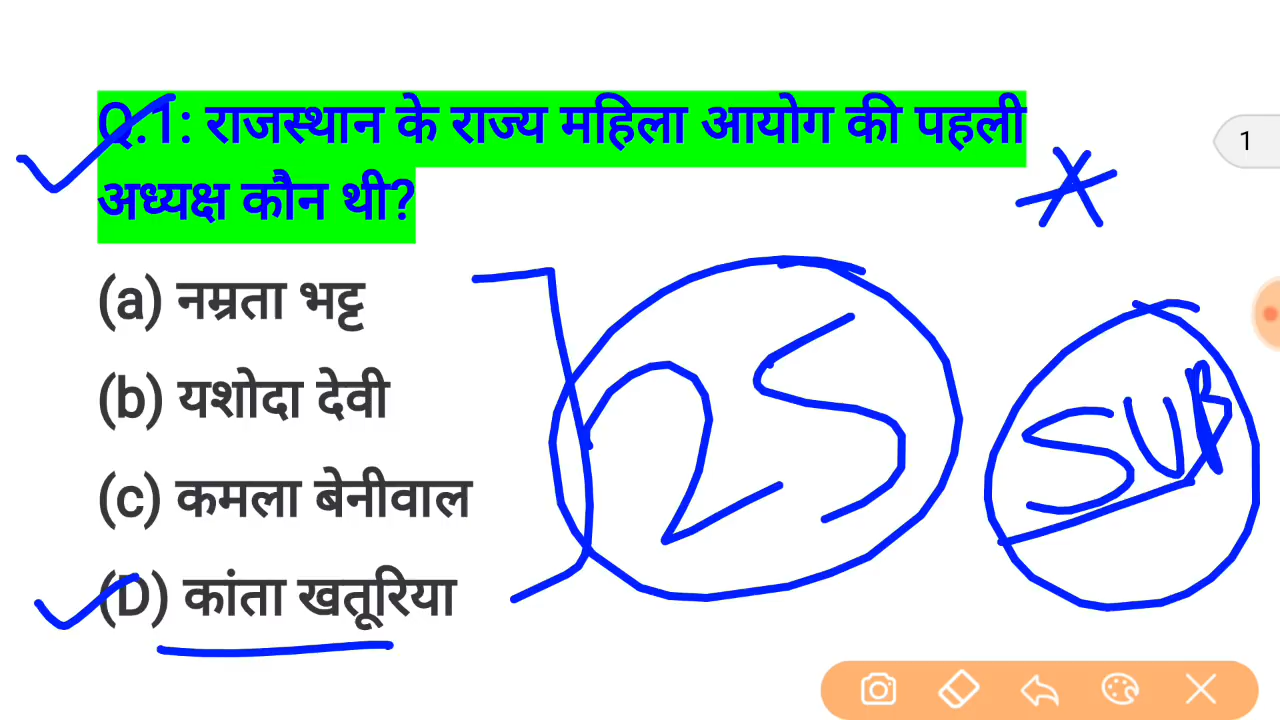 Q.1: राजस्थान के राज्य महिला आयोग की पहली
अध्यक्ष कौन थी?
1
(a) नम्रता भट्ट
(b) यशोदा देवी
(c) कमला बेनीवाल
(D) कांता खतूरिया
25
SUB